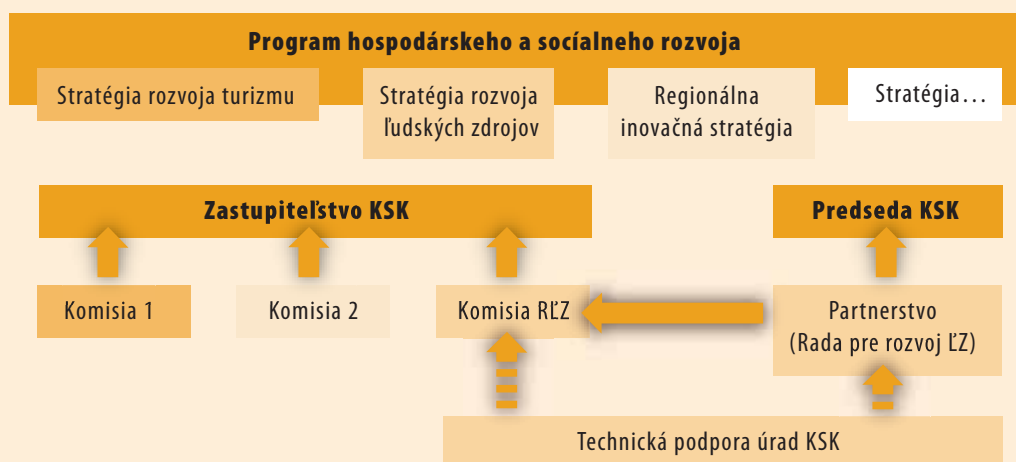 Program hospodárskeho a socíalneho rozvoja
Stratégia rozvoja turizmu
Stratégia rozvoja
ľudských zdrojov
Regionálna
inovačná stratégia
Stratégia…
Zastupiteľstvo KSK
Predseda KSK
Komisia 1
Komisia 2
Komisia RĽZ
Partnerstvo
(Rada pre rozvoj ĽZ)
Technická podpora úrad KSK